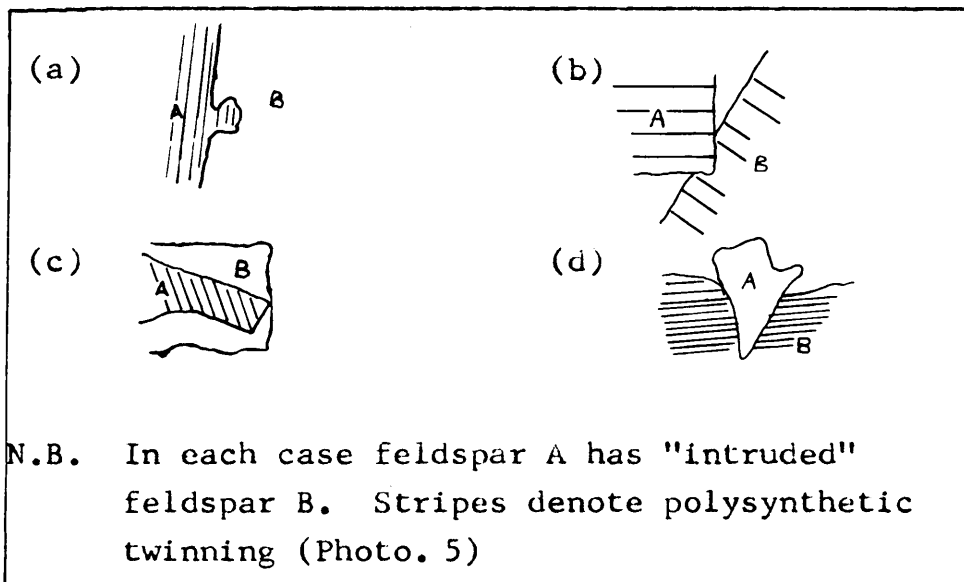 (a)
A B
(b)
A
B
(c)
A B
(d)
A
B
N.B. In each case feldspar A has "intruded"
feldspar B. Stripes denote polysynthetic
twinning (Photo. 5)